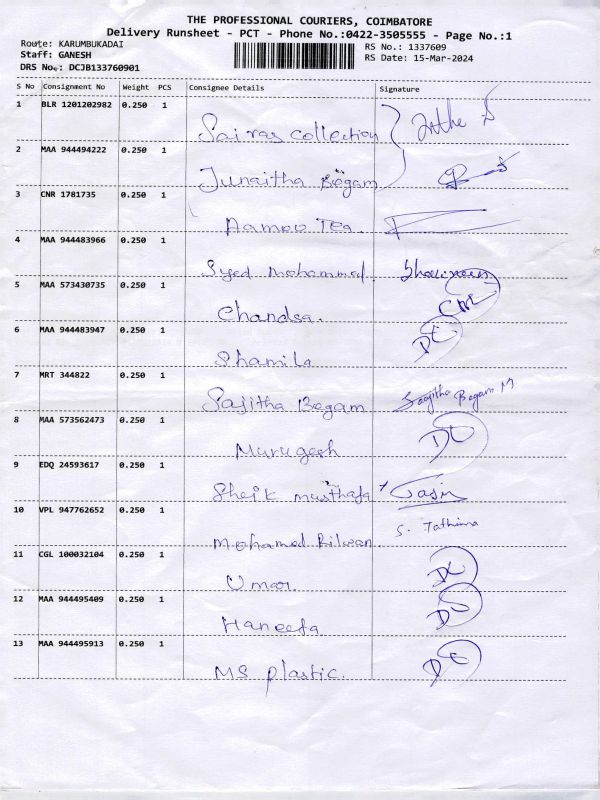 THE PROFESSIONAL COURIERS, COIMBATORE
Delivery Runsheet - PCT - Phone No.:0422-3505555 - Page No.:1
Route: KARUMBUKADAI RS No.: 1337609
Staff: GANESH RS Date: 15-Mar-2024
DRS No.: DCJB133760901
S No Consignment No Weight PCS Consignee Details Signature
1 BLR 1201202982 0.250 1
Sai ras collection
2 MAA 944494222 0.250 1
Junaitha Begam
3 CNR 1781735 0.250 1
Tea
4 MAA 944483966 0.250 1
Syed mohammed.
5 MAA 573430735 0.250 1
Chandsa. CM
6 MAA 944483947 0.250 1
Shamila
7 MRT 344822 0.250 1
Sajitha Begam Sajitha Begam M
8 MAA 573562473 0.250 1
Murugesh
9 EDQ 24593617 0.250 1
Sheik musthafa
10 VPL 947762652 0.250 1
mohamed Rilwan. S. Tathima
11 CGL 100032104 0.250 1
Umar.
12 MAA 944495409 0.250 1
Haneefa
13 MAA 944495913 0.250 1
MS plastic.